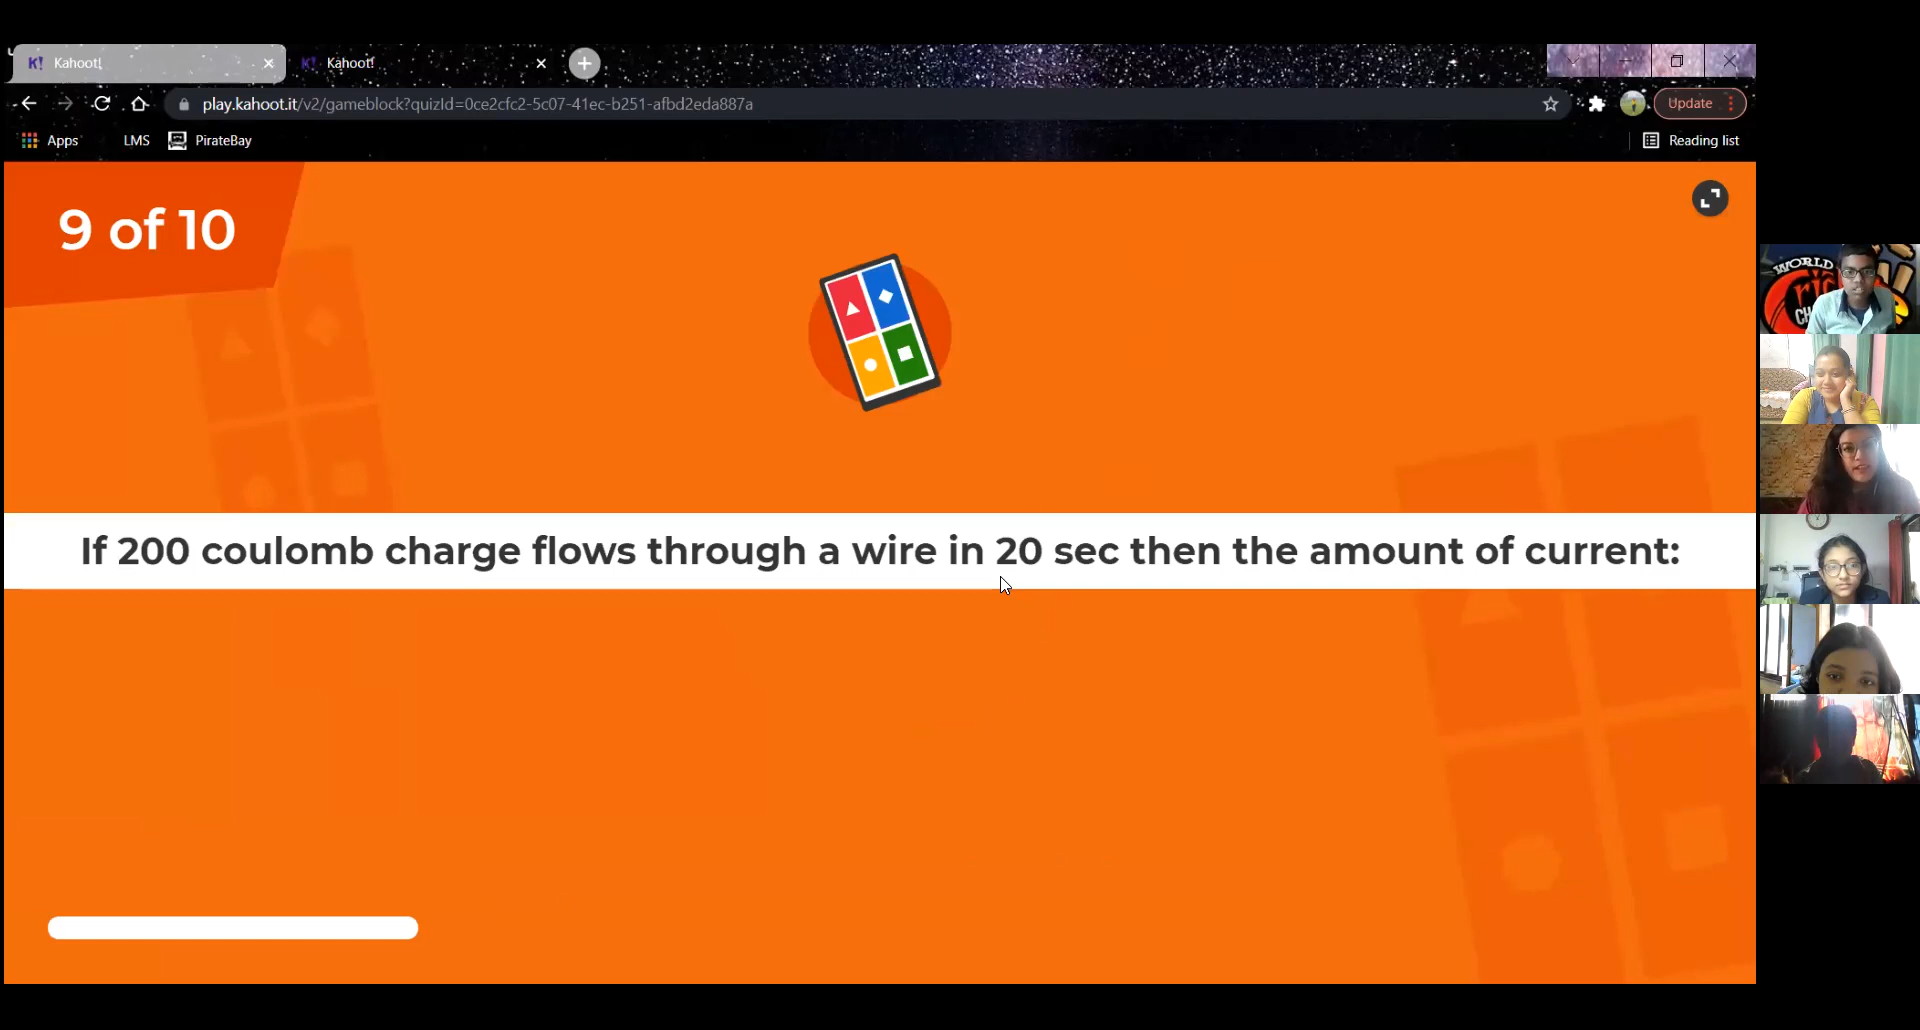 K! Kahoot!
K! Kahoot!
play.kahoot.it/v2/gameblock?quizId=0ce2cfc2-5c07-41ec-b251-afbd2eda887a
Update
Apps
LMS
PirateBay
Reading list
9 of 10
If 200 coulomb charge flows through a wire in 20 sec then the amount of current:
WORLD